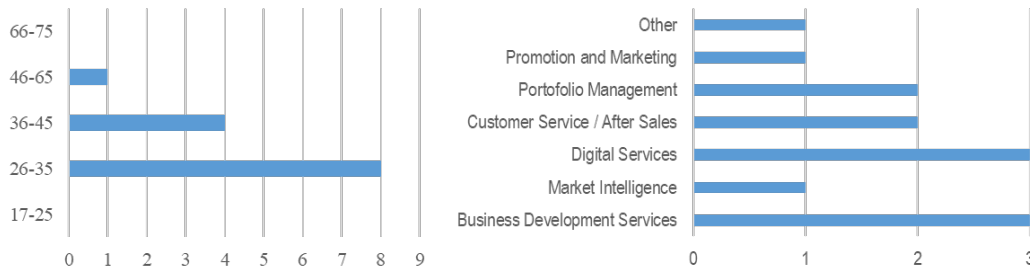 66-75
46-65
36-45
26-35
17-25
0 1 2 3 4 5 6 7 8 9
Other
Promotion and Marketing
Portofolio Management
Customer Service / After Sales
Digital Services
Market Intelligence
Business Development Services
0 1 2 3